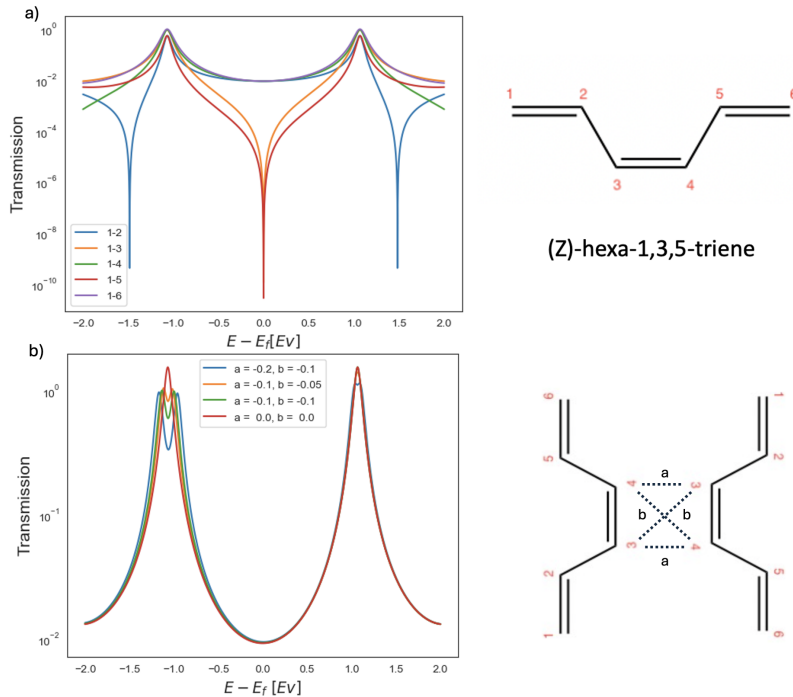 a)
10⁰
10⁻²
10⁻⁴
10⁻⁶
10⁻⁸
10⁻¹⁰
Transmission
1-2
1-3
1-4
1-5
1-6
−2.0 −1.5 −1.0 −0.5 0.0 0.5 1.0 1.5 2.0
E − E_f[Ev]
1 2 5 6
3 4
(Z)-hexa-1,3,5-triene
b)
10⁰
10⁻¹
10⁻²
Transmission
a = -0.2, b = -0.1
a = -0.1, b = -0.05
a = -0.1, b = -0.1
a = 0.0, b = 0.0
−2.0 −1.5 −1.0 −0.5 0.0 0.5 1.0 1.5 2.0
E − E_f [Ev]
6 1
5 2
4 a 3
b b
3 4
a
2 5
1 6